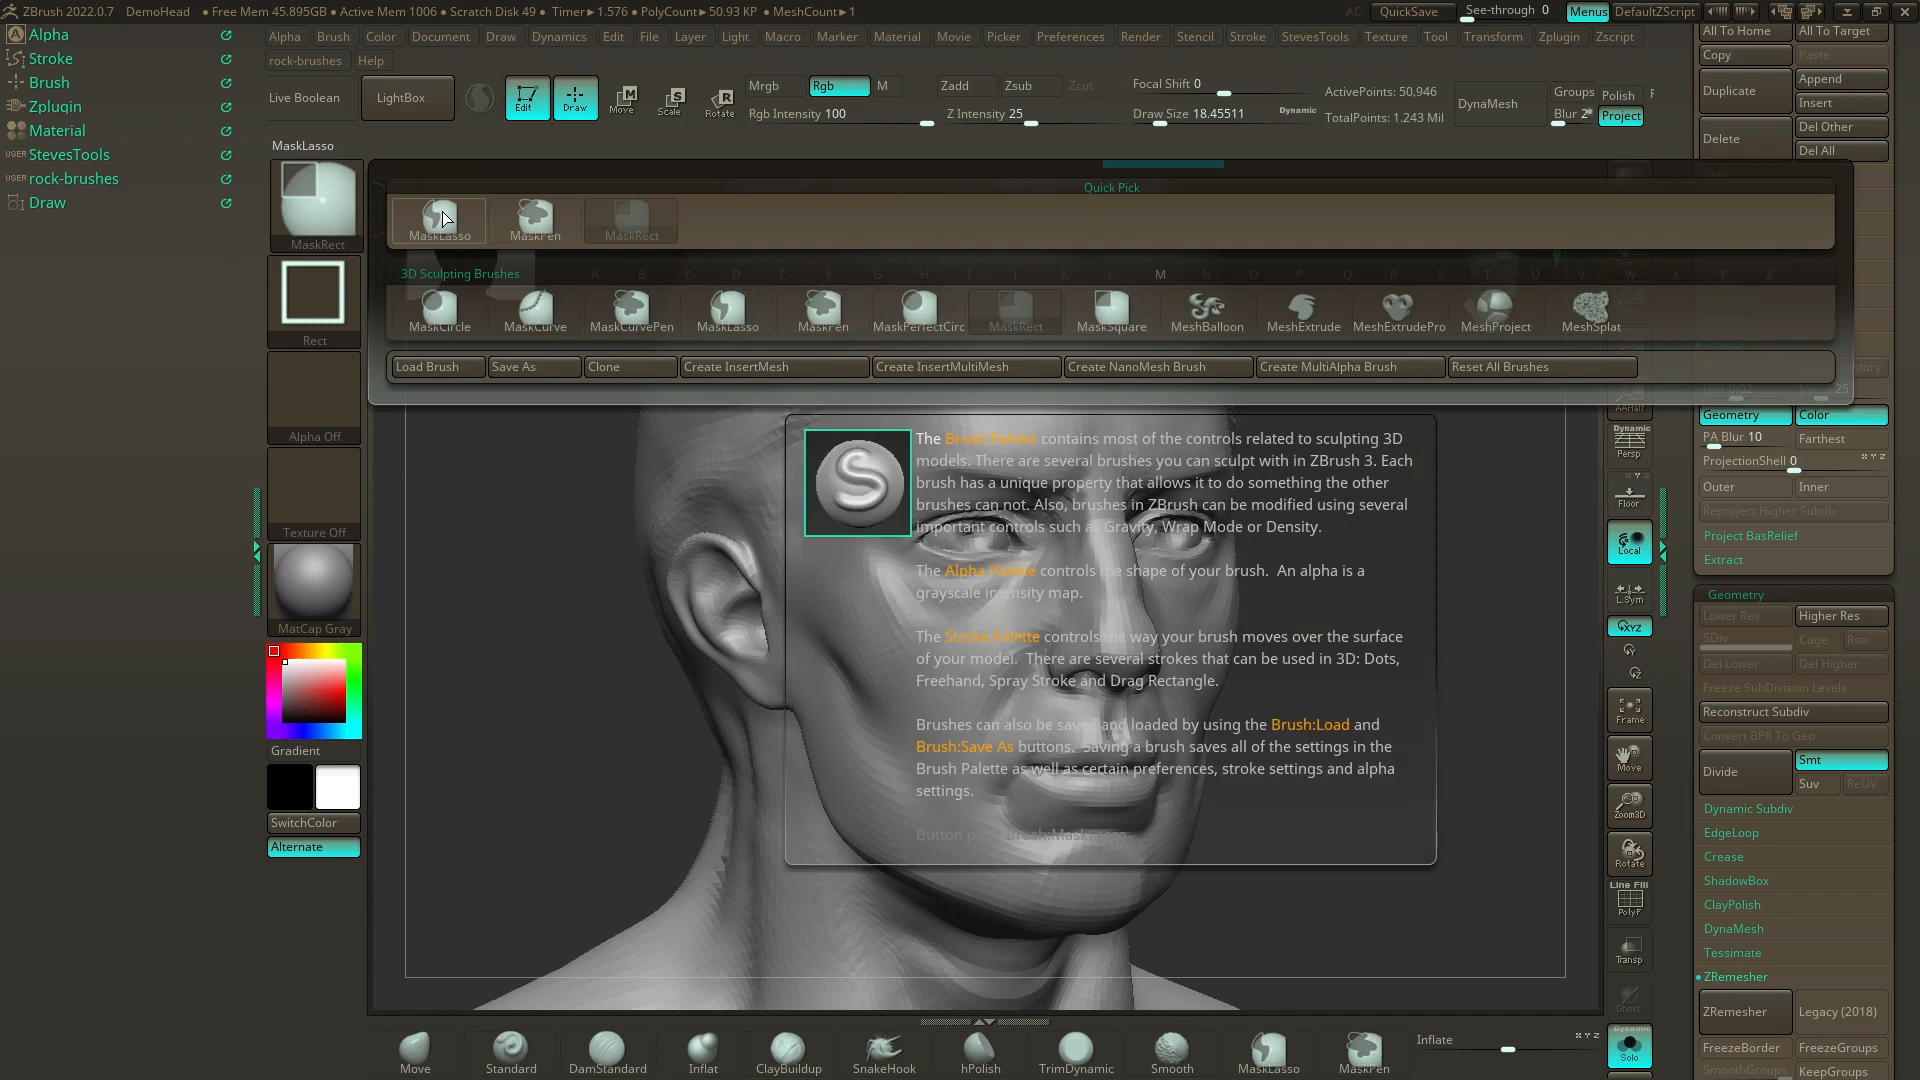 ZBrush 2022.0.7 DemoHead • Free Mem 45.895GB • Active Mem 1006 • Scratch Disk 49 • Timer▶1.576 • PolyCount▶50.93 KP • MeshCount▶1 AC QuickSave See-through 0 Menus DefaultZScript
Alpha
Stroke
Brush
Zplugin
Material
USER StevesTools
USER rock-brushes
Draw
Alpha Brush Color Document Draw Dynamics Edit File Layer Light Macro Marker Material Movie Picker Preferences Render Stencil Stroke StevesTools Texture Tool Transform Zplugin Zscript
rock-brushes Help
Live Boolean LightBox Edit Draw Move Scale Rotate
Mrgb Rgb M Zadd Zsub Zcut Focal Shift 0 ActivePoints: 50,946
Rgb Intensity 100 Z Intensity 25 Draw Size 18.45511 Dynamic TotalPoints: 1.243 Mil
DynaMesh Groups Polish
Blur 2 Project
MaskLasso
MaskRect
Rect
Alpha Off
Texture Off
MatCap Gray
Gradient
SwitchColor
Alternate
Quick Pick
MaskLasso MaskPen MaskRect
3D Sculpting Brushes A B C D E F G H I J K L M N O P Q R S T U V W X Y Z
MaskCircle MaskCurve MaskCurvePen MaskLasso MaskPen MaskPerfectCirc MaskRect MaskSquare MeshBalloon MeshExtrude MeshExtrudePro MeshProject MeshSplat
Load Brush Save As Clone Create InsertMesh Create InsertMultiMesh Create NanoMesh Brush Create MultiAlpha Brush Reset All Brushes
The Brush Palette contains most of the controls related to sculpting 3D
models. There are several brushes you can sculpt with in ZBrush 3. Each
brush has a unique property that allows it to do something the other
brushes can not. Also, brushes in ZBrush can be modified using several
important controls such as Gravity, Wrap Mode or Density.
The Alpha Palette controls the shape of your brush. An alpha is a
grayscale intensity map.
The Stroke Palette controls the way your brush moves over the surface
of your model. There are several strokes that can be used in 3D: Dots,
Freehand, Spray Stroke and Drag Rectangle.
Brushes can also be saved and loaded by using the Brush:Load and
Brush:Save As buttons. Saving a brush saves all of the settings in the
Brush Palette as well as certain preferences, stroke settings and alpha
settings.
AAHalf
Dynamic
Persp
Floor
Local
L.Sym
XYZ
Frame
Move
Zoom3D
Rotate
Line Fill
PolyF
Transp
Ghost
Dynamic
Solo
All To Home All To Target
Copy Paste
Duplicate Append
Insert
Delete Del Other
Del All
Split
Geometry Color
PA Blur 10 Farthest
ProjectionShell 0
Outer Inner
Reproject Higher Subdiv
Project BasRelief
Extract
Geometry
Lower Res Higher Res
SDiv Cage Rstr
Del Lower Del Higher
Freeze SubDivision Levels
Reconstruct Subdiv
Convert BPR To Geo
Divide Smt
Suv ReUV
Dynamic Subdiv
EdgeLoop
Crease
ShadowBox
ClayPolish
DynaMesh
Tessimate
ZRemesher
ZRemesher Legacy (2018)
FreezeBorder FreezeGroups
SmoothGroups KeepGroups
Move Standard DamStandard Inflat ClayBuildup SnakeHook hPolish TrimDynamic Smooth MaskLasso MaskPen
Inflate X Y Z